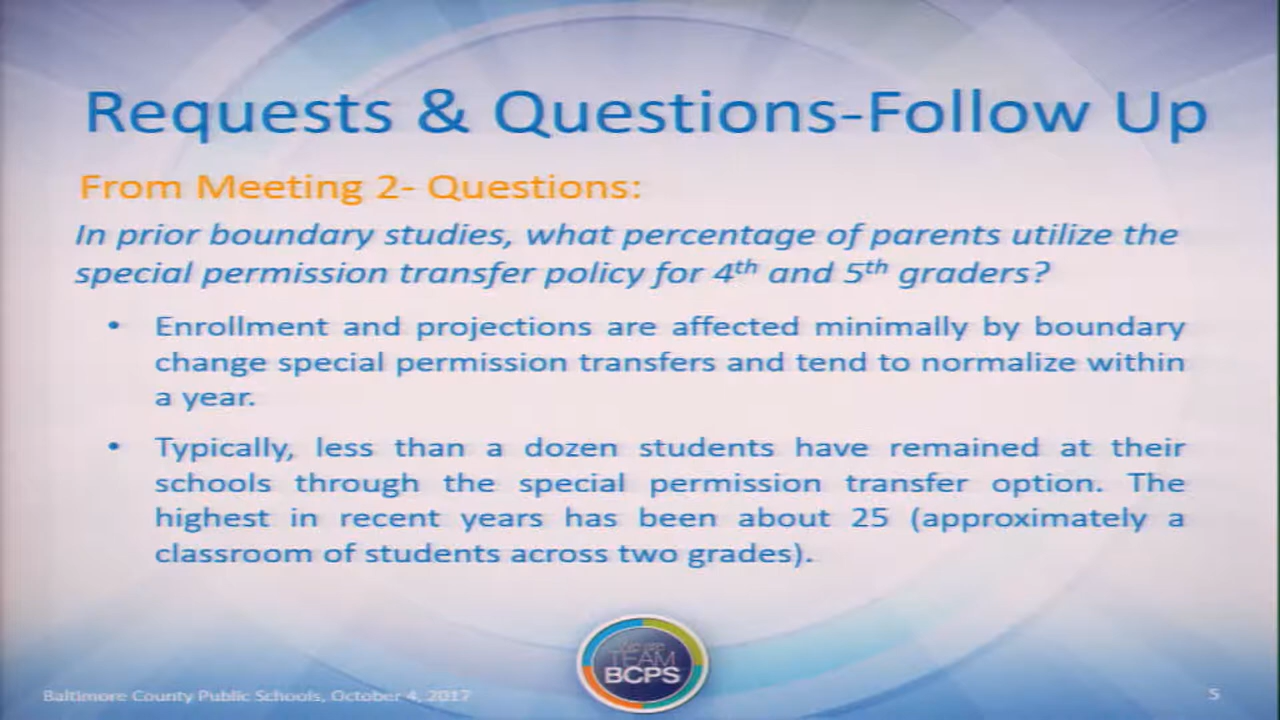 Requests & Questions-Follow Up
From Meeting 2- Questions:
In prior boundary studies, what percentage of parents utilize the
special permission transfer policy for 4th and 5th graders?
• Enrollment and projections are affected minimally by boundary
change special permission transfers and tend to normalize within
a year.
• Typically, less than a dozen students have remained at their
schools through the special permission transfer option. The
highest in recent years has been about 25 (approximately a
classroom of students across two grades).
TEAM
BCPS
Baltimore County Public Schools, October 4, 2017
5